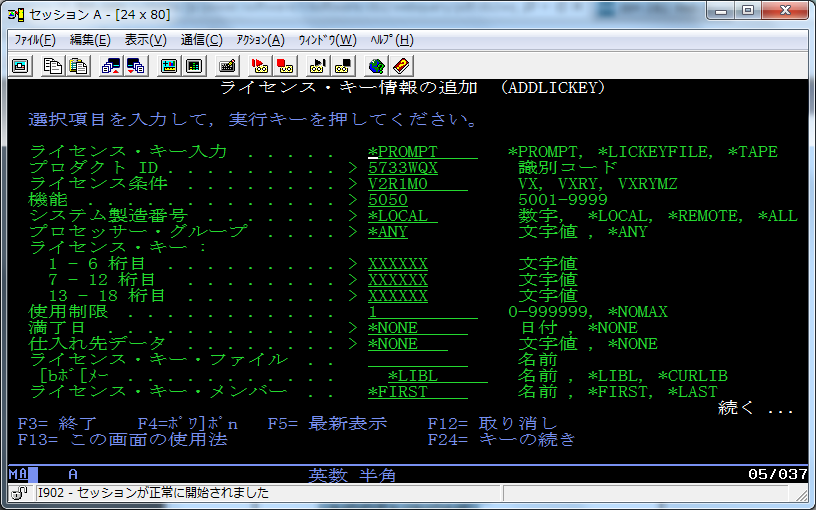 セッション A - [24 x 80]
ファイル(F) 編集(E) 表示(V) 通信(C) アクション(A) ウィンドウ(W) ヘルプ(H)
ライセンス・キー情報の追加 (ADDLICKEY)
選択項目を入力して, 実行キーを押してください。
ライセンス・キー入力 . . . . . . *PROMPT *PROMPT, *LICKEYFILE, *TAPE
プロダクト ID . . . . . . . . . > 5733WQX 識別コード
ライセンス条件 . . . . . . . . > V2R1M0 VX, VXRY, VXRYMZ
機能 . . . . . . . . . . . . . > 5050 5001-9999
システム製造番号 . . . . . . . > *LOCAL 数字, *LOCAL, *REMOTE, *ALL
プロセッサー・グループ . . . . > *ANY 文字値 , *ANY
ライセンス・キー :
1 - 6 桁目 . . . . . . . . . > XXXXXX 文字値
7 - 12 桁目 . . . . . . . . > XXXXXX 文字値
13 - 18 桁目 . . . . . . . . > XXXXXX 文字値
使用制限 . . . . . . . . . . . 1 0-999999, *NOMAX
満了日 . . . . . . . . . . . . > *NONE 日付 , *NONE
仕入れ先データ . . . . . . . . > *NONE 文字値 , *NONE
ライセンス・キー・ファイル . . 名前
[bﾎﾞ[ﾒｰ . . . . . . . . . . . *LIBL 名前 , *LIBL, *CURLIB
ライセンス・キー・メンバー . . *FIRST 名前 , *FIRST, *LAST
続く ...
F3= 終了 F4=ﾎﾟﾜ]ﾎﾟn F5= 最新表示 F12= 取り消し
F13= この画面の使用法 F24= キーの続き
MA A 英数 半角 05/037
I902 - セッションが正常に開始されました